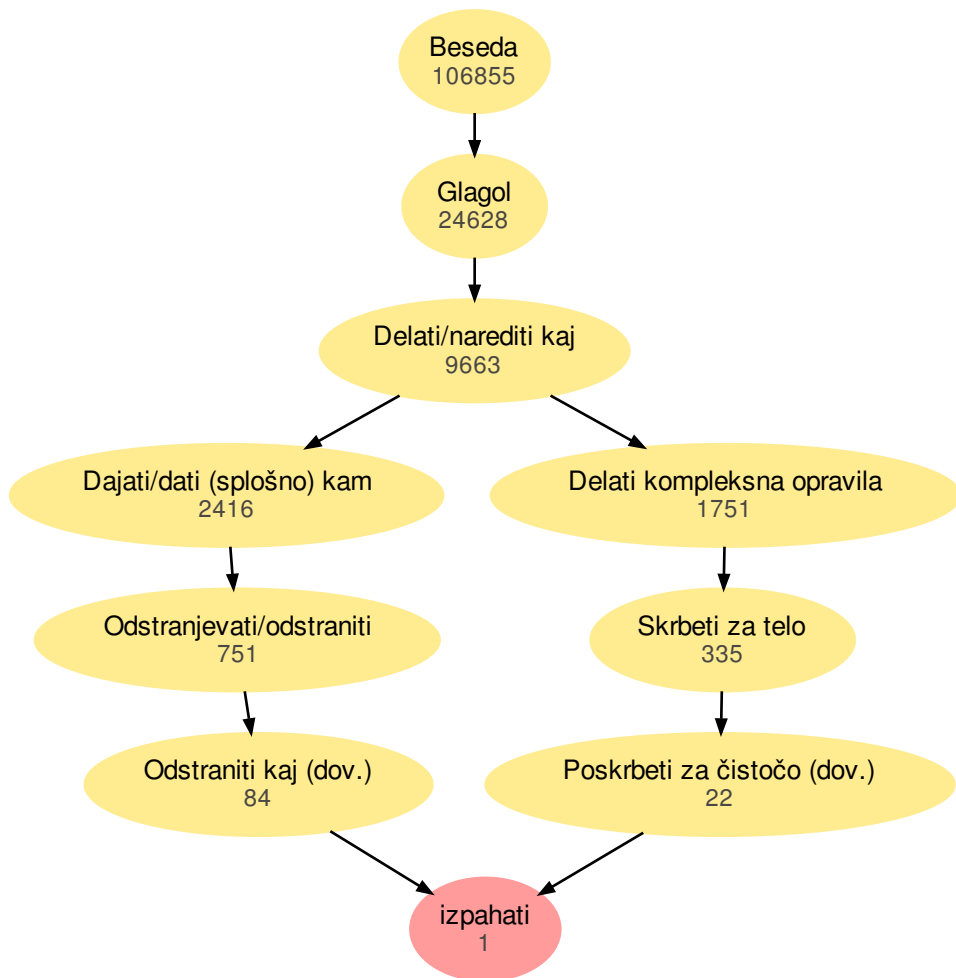 Beseda
106855
Glagol
24628
Delati/narediti kaj
9663
Dajati/dati (splošno) kam
2416
Delati kompleksna opravila
1751
Odstranjevati/odstraniti
751
Skrbeti za telo
335
Odstraniti kaj (dov.)
84
Poskrbeti za čistočo (dov.)
22
izpahati
1